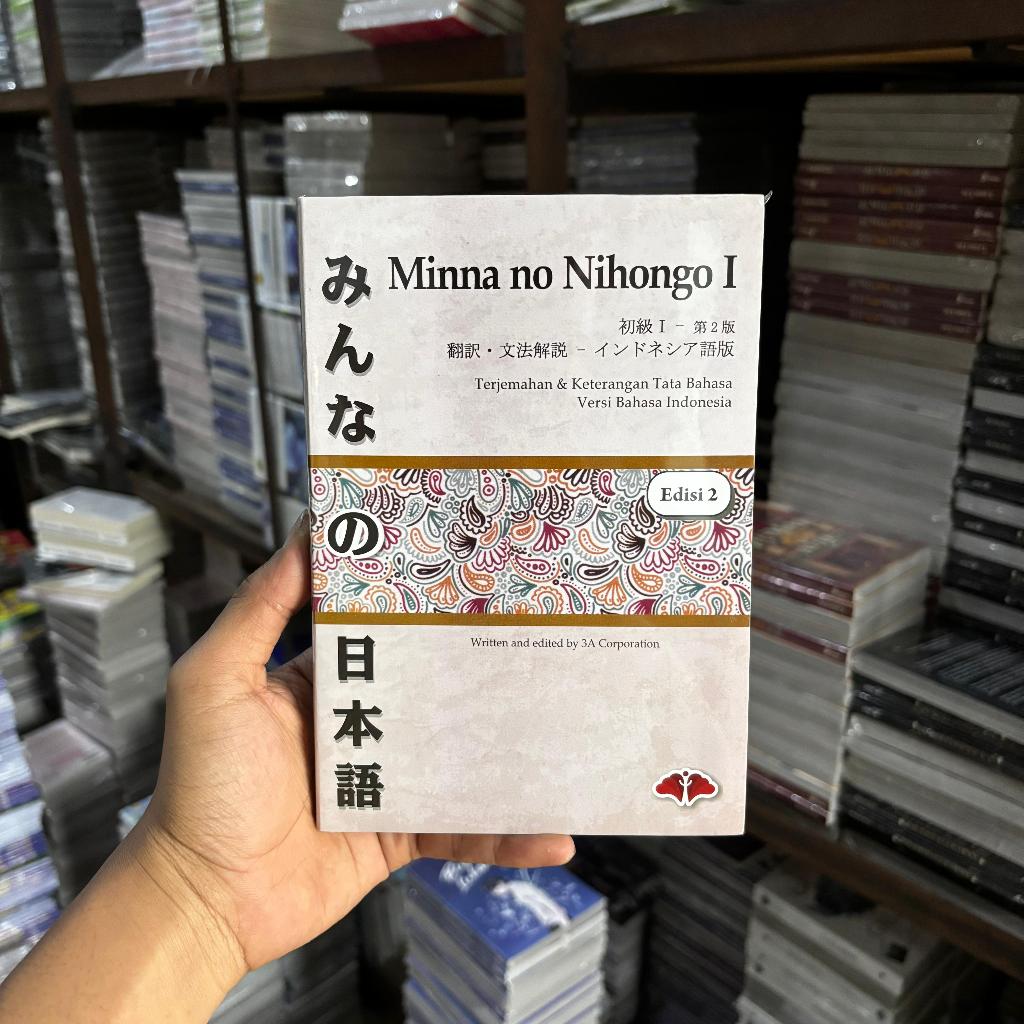 みんなの日本語
Minna no Nihongo I
初級 I - 第2版
翻訳・文法解説 - インドネシア語版
Terjemahan & Keterangan Tata Bahasa
Versi Bahasa Indonesia
Edisi 2
Written and edited by 3A Corporation